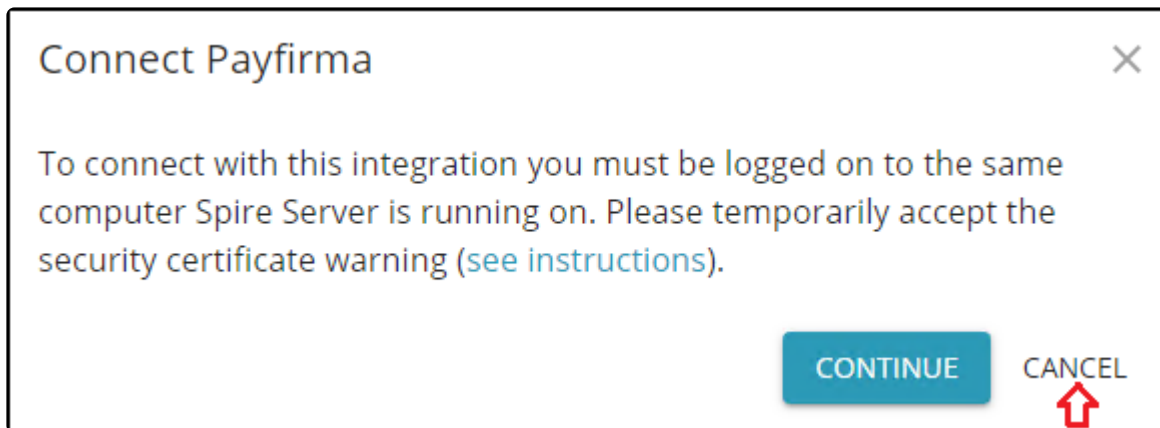 Connect Payfirma
To connect with this integration you must be logged on to the same
computer Spire Server is running on. Please temporarily accept the
security certificate warning (see instructions).
CONTINUE CANCEL